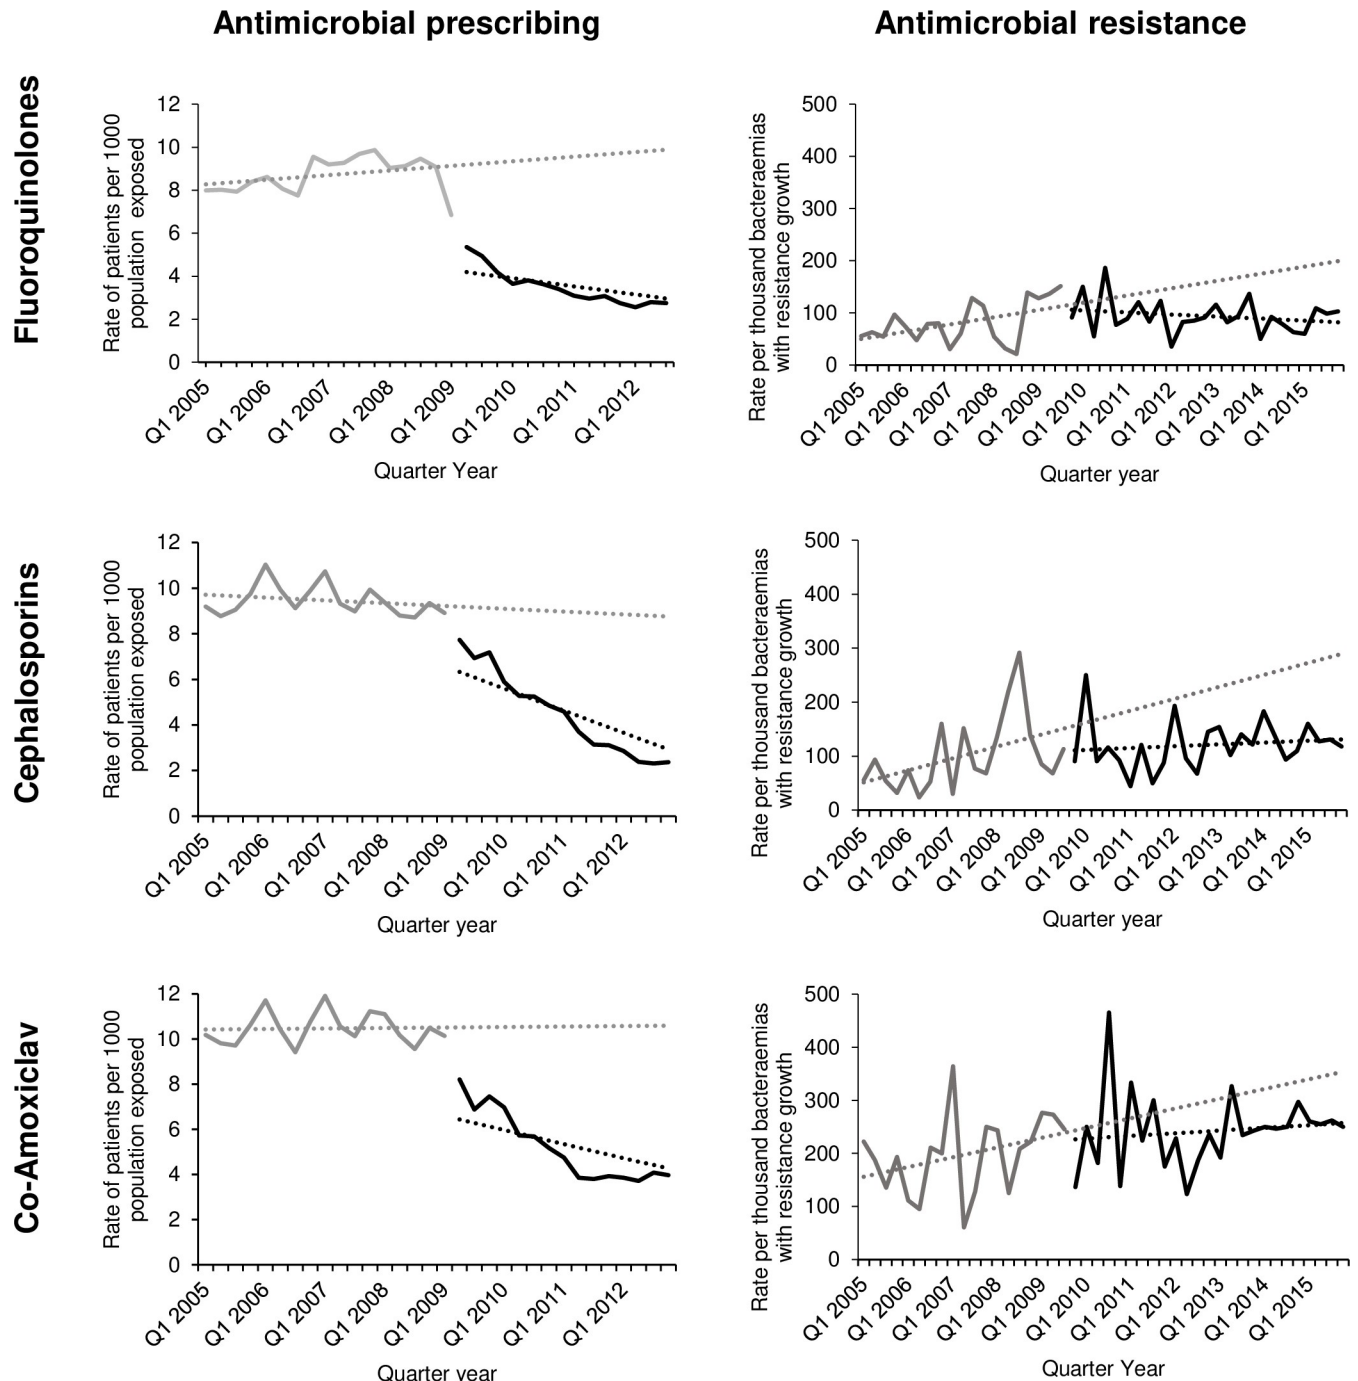 Antimicrobial prescribing
Antimicrobial resistance
Fluoroquinolones
Rate of patients per 1000
population exposed
12
10
8
6
4
2
0
Q1 2005
Q1 2006
Q1 2007
Q1 2008
Q1 2009
Q1 2010
Q1 2011
Q1 2012
Quarter Year
Rate per thousand bacteraemias
with resistance growth
500
400
300
200
100
0
Q1 2005
Q1 2006
Q1 2007
Q1 2008
Q1 2009
Q1 2010
Q1 2011
Q1 2012
Q1 2013
Q1 2014
Q1 2015
Quarter year
Cephalosporins
Rate of patients per 1000
population exposed
12
10
8
6
4
2
0
Q1 2005
Q1 2006
Q1 2007
Q1 2008
Q1 2009
Q1 2010
Q1 2011
Q1 2012
Quarter year
Rate per thousand bacteraemias
with resistance growth
500
400
300
200
100
0
Q1 2005
Q1 2006
Q1 2007
Q1 2008
Q1 2009
Q1 2010
Q1 2011
Q1 2012
Q1 2013
Q1 2014
Q1 2015
Quarter year
Co-Amoxiclav
Rate of patients per 1000
population exposed
12
10
8
6
4
2
0
Q1 2005
Q1 2006
Q1 2007
Q1 2008
Q1 2009
Q1 2010
Q1 2011
Q1 2012
Quarter year
Rate per thousand bacteraemias
with resistance growth
500
400
300
200
100
0
Q1 2005
Q1 2006
Q1 2007
Q1 2008
Q1 2009
Q1 2010
Q1 2011
Q1 2012
Q1 2013
Q1 2014
Q1 2015
Quarter Year